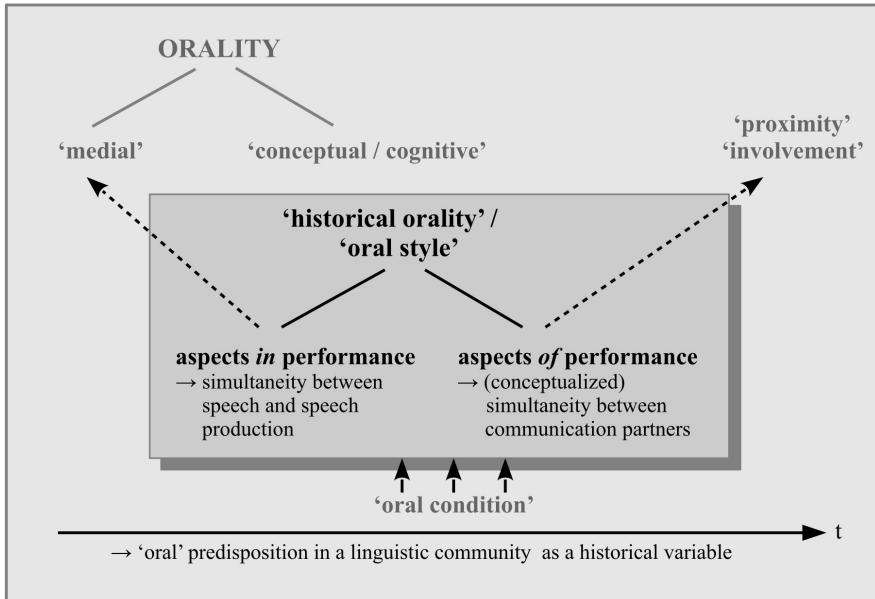 ORALITY
‘medial’
‘conceptual / cognitive’
‘proximity’
‘involvement’
‘historical orality’ /
‘oral style’
aspects in performance
→ simultaneity between
speech and speech
production
aspects of performance
→ (conceptualized)
simultaneity between
communication partners
‘oral condition’
t
→ ‘oral’ predisposition in a linguistic community as a historical variable